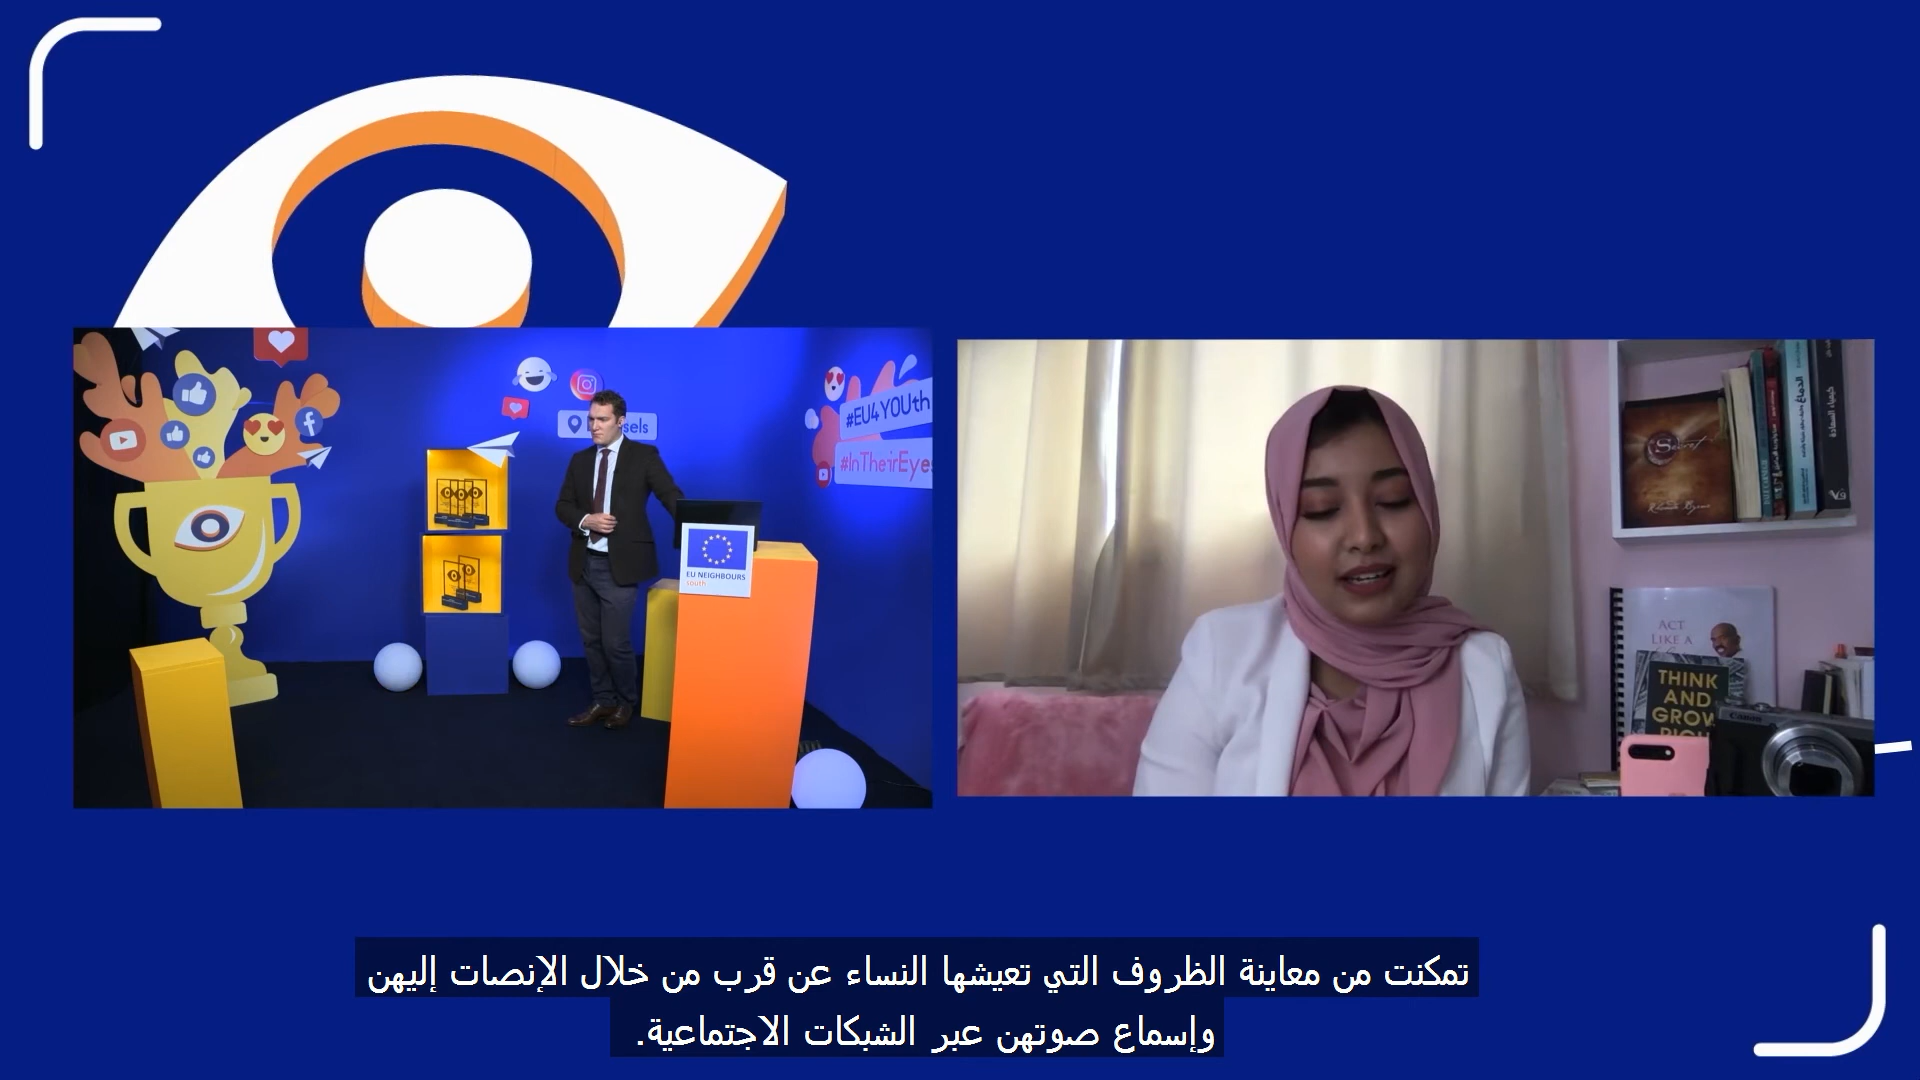 #EU4YOUth
#InTheirEyes
EU NEIGHBOURS
south
Secret
ACT
LIKE A
THINK
AND
GROW
Canon
تمكنت من معاينة الظروف التي تعيشها النساء عن قرب من خلال الإنصات إليهن
وإسماع صوتهن عبر الشبكات الاجتماعية.